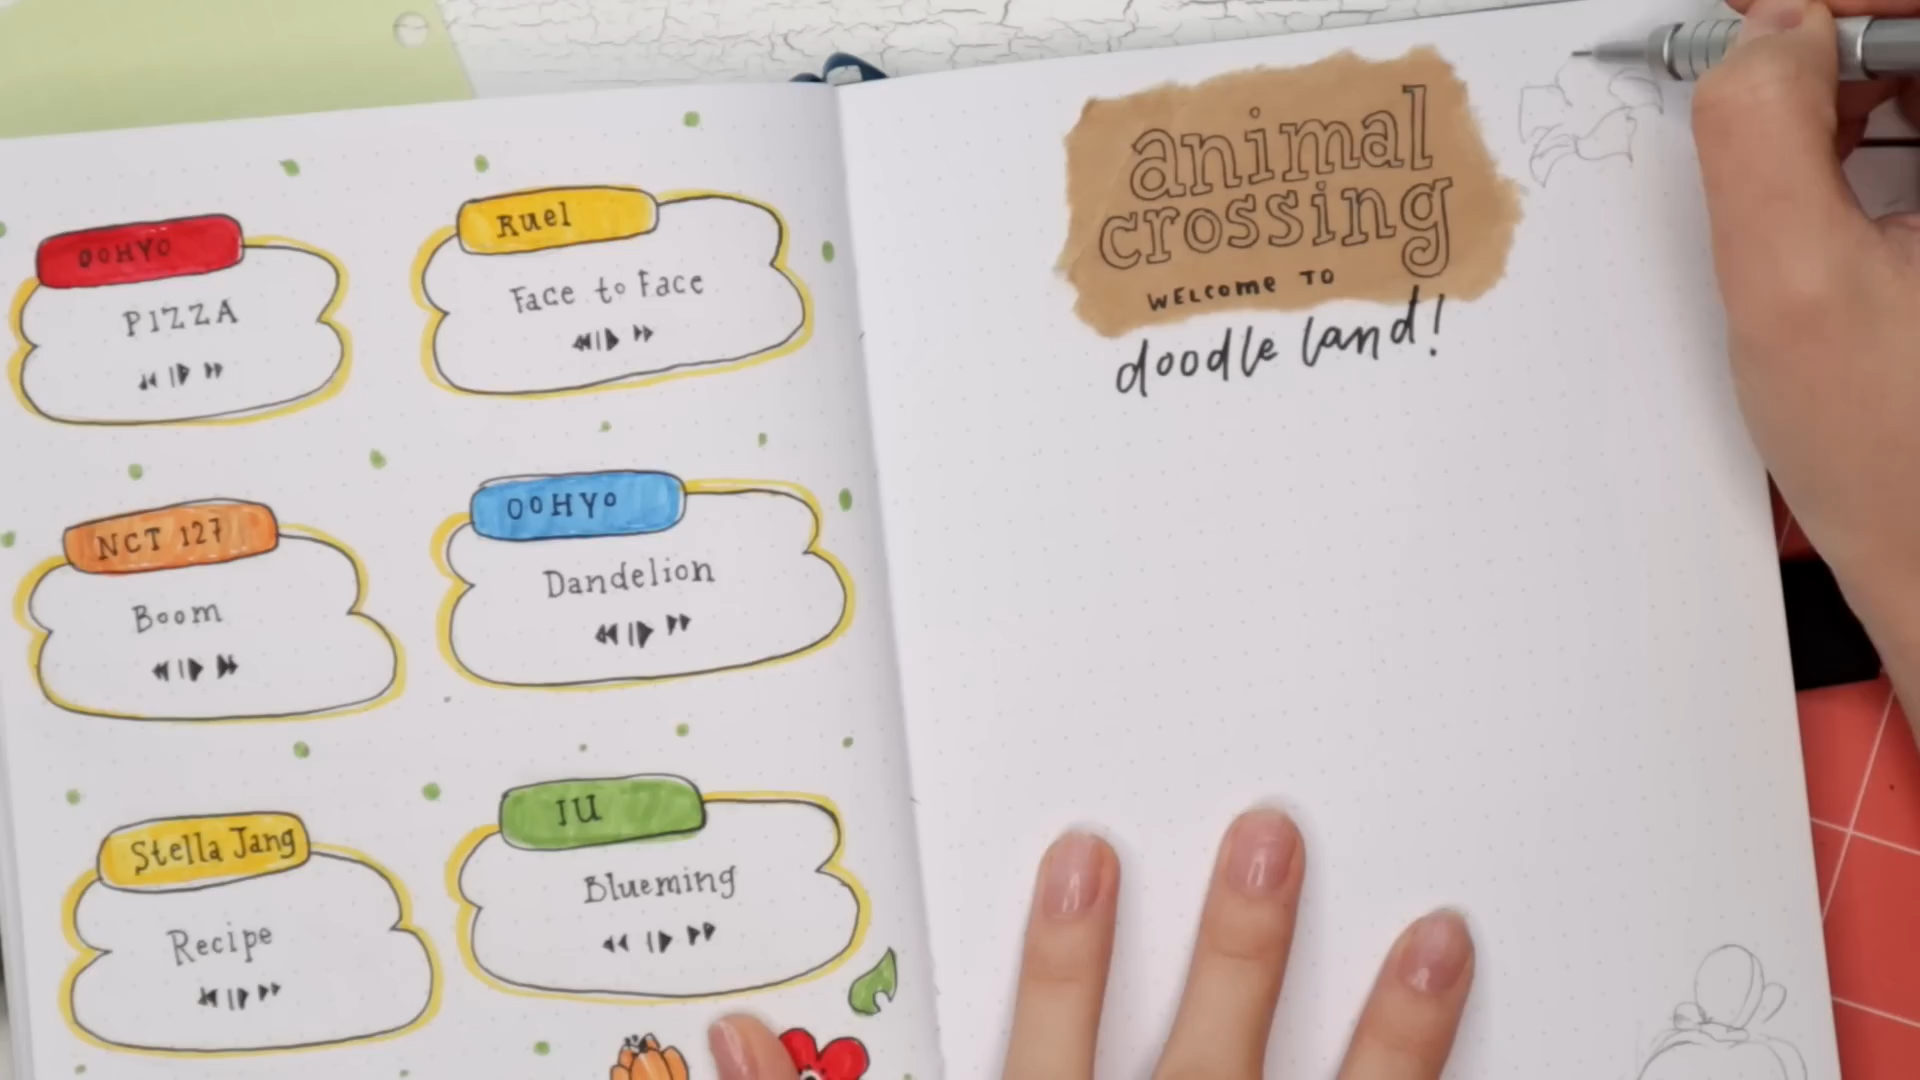 OOHYO
PIZZA
Ruel
Face to Face
NCT 127
Boom
OOHYO
Dandelion
Stella Jang
Recipe
IU
Blueming
animal
crossing
WELCOME TO
doodle land!